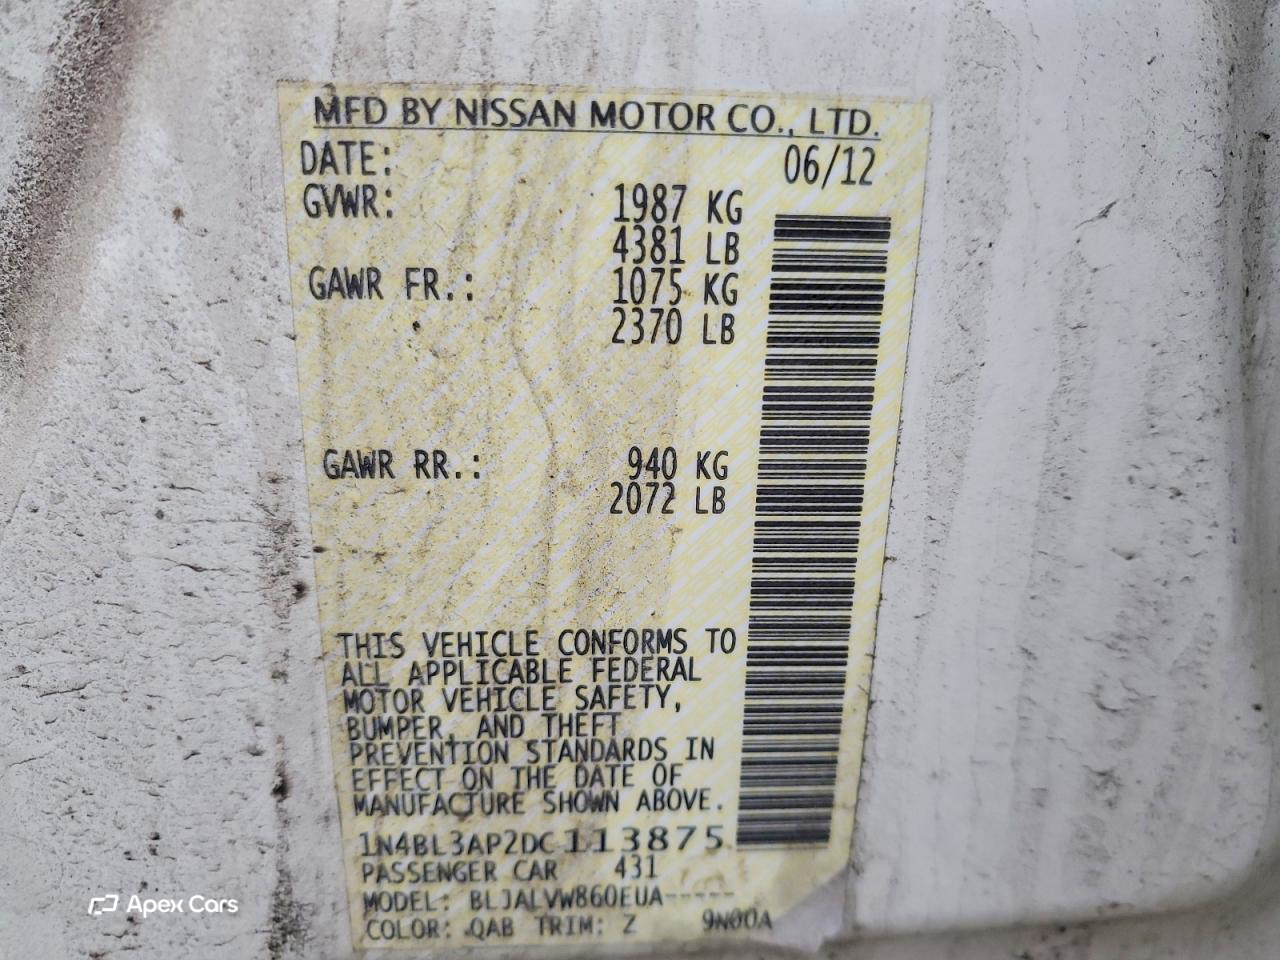 MFD BY NISSAN MOTOR CO., LTD.
DATE: 06/12
GVWR: 1987 KG
4381 LB
GAWR FR.: 1075 KG
2370 LB
GAWR RR.: 940 KG
2072 LB
THIS VEHICLE CONFORMS TO
ALL APPLICABLE FEDERAL
MOTOR VEHICLE SAFETY,
BUMPER, AND THEFT
PREVENTION STANDARDS IN
EFFECT ON THE DATE OF
MANUFACTURE SHOWN ABOVE.
1N4BL3AP2DC113875
PASSENGER CAR 431
MODEL: BLJALVW860EUA-----
COLOR: QAB TRIM: Z 9N00A
Apex Cars